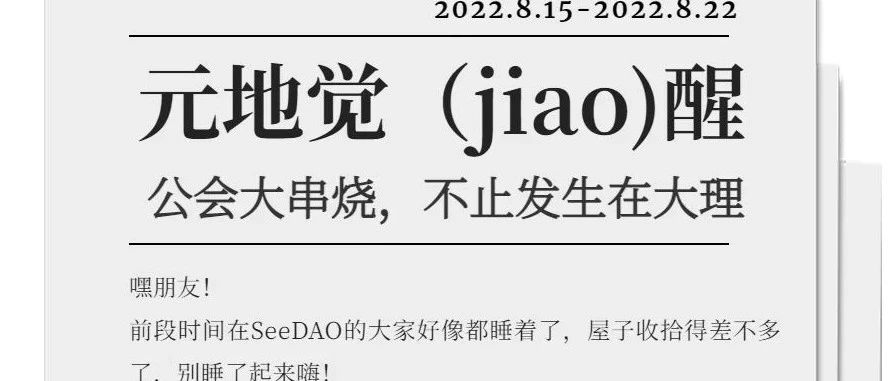 2022.8.15-2022.8.22
元地觉（jiao)醒
公会大串烧，不止发生在大理
嘿朋友！
前段时间在SeeDAO的大家好像都睡着了，屋子收拾得差不多
了，别睡了起来嗨！